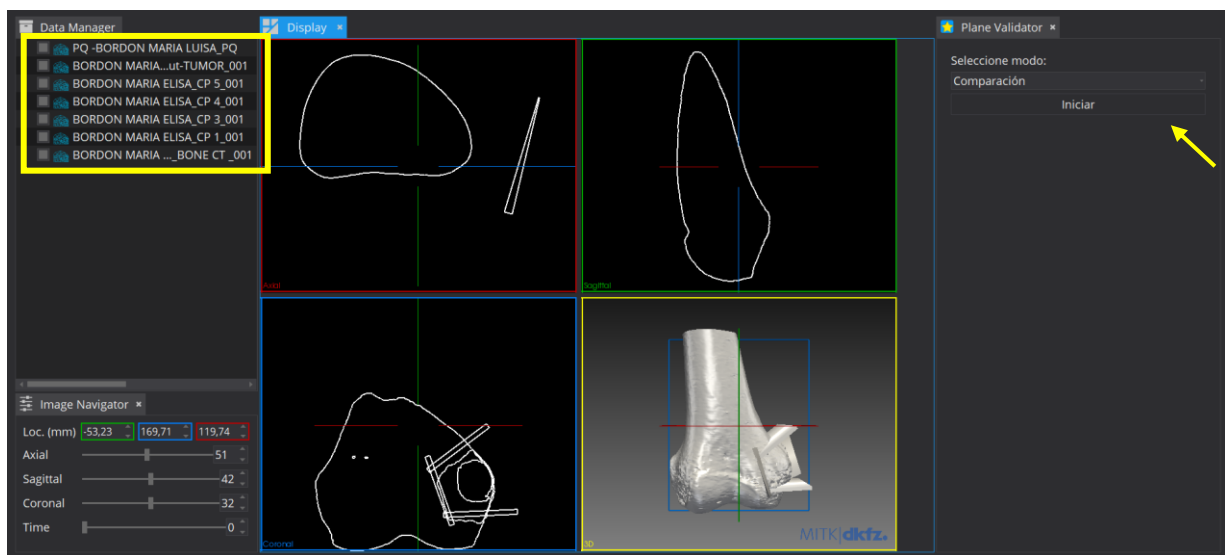 Data Manager
PQ -BORDON MARIA LUISA_PQ
BORDON MARIA...ut-TUMOR_001
BORDON MARIA ELISA_CP 5_001
BORDON MARIA ELISA_CP 4_001
BORDON MARIA ELISA_CP 3_001
BORDON MARIA ELISA_CP 1_001
BORDON MARIA ..._BONE CT _001
Image Navigator
Loc. (mm) -53,23 169,71 119,74
Axial 51
Sagittal 42
Coronal 32
Time 0
Display
Axial
Sagittal
Coronal
3D
MITK|dkfz.
Plane Validator
Seleccione modo:
Comparación
Iniciar